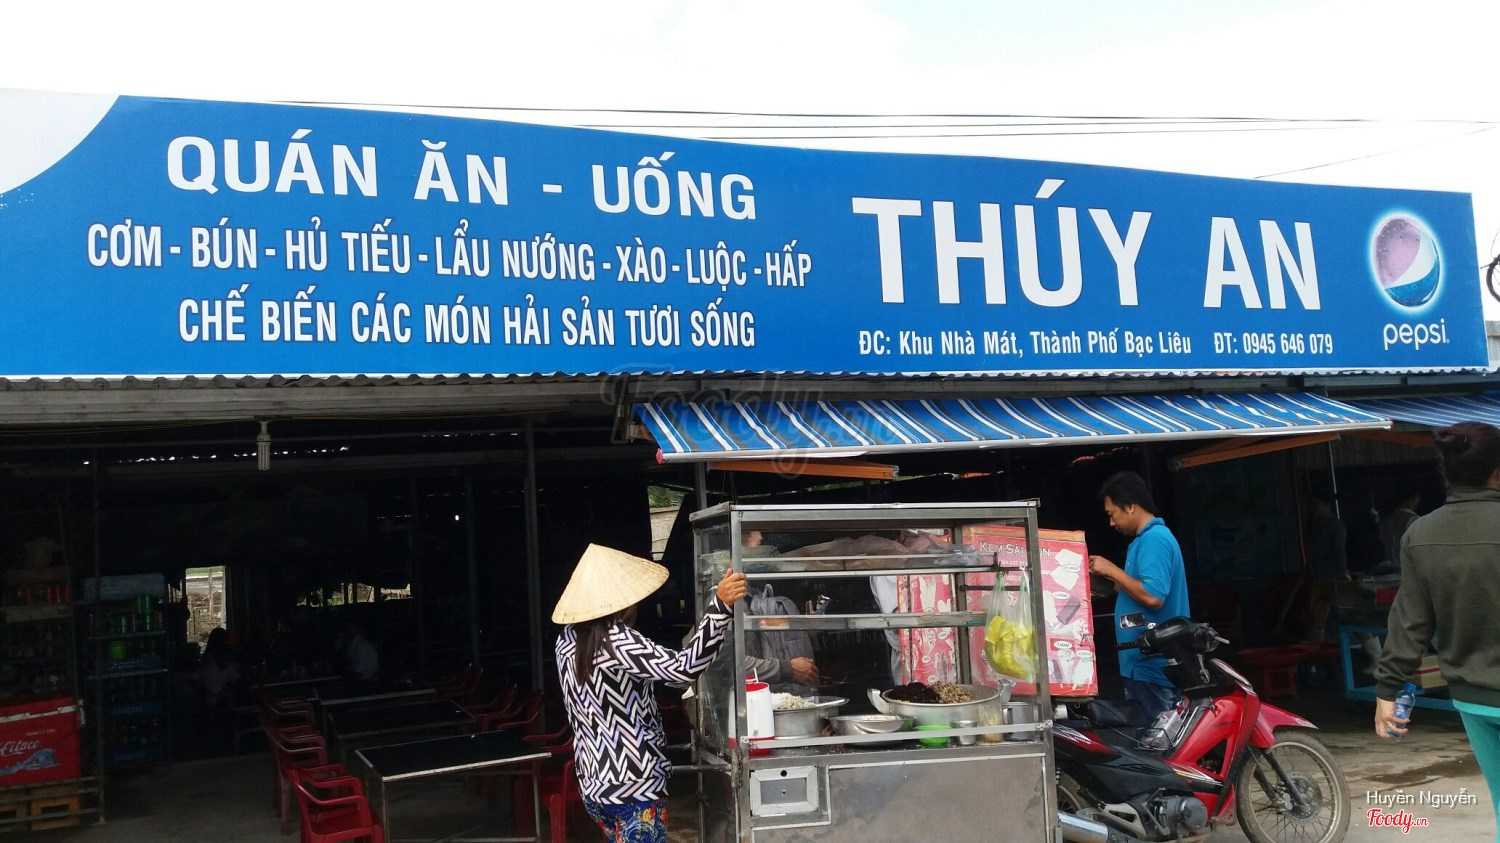 QUÁN ĂN - UỐNG
CƠM - BÚN - HỦ TIẾU - LẨU NƯỚNG - XÀO - LUỘC - HẤP
CHẾ BIẾN CÁC MÓN HẢI SẢN TƯƠI SỐNG
THÚY AN
ĐC: Khu Nhà Mát, Thành Phố Bạc Liêu ĐT: 0945 646 079
pepsi
Foody.vn
Huyền Nguyễn
Foody.vn